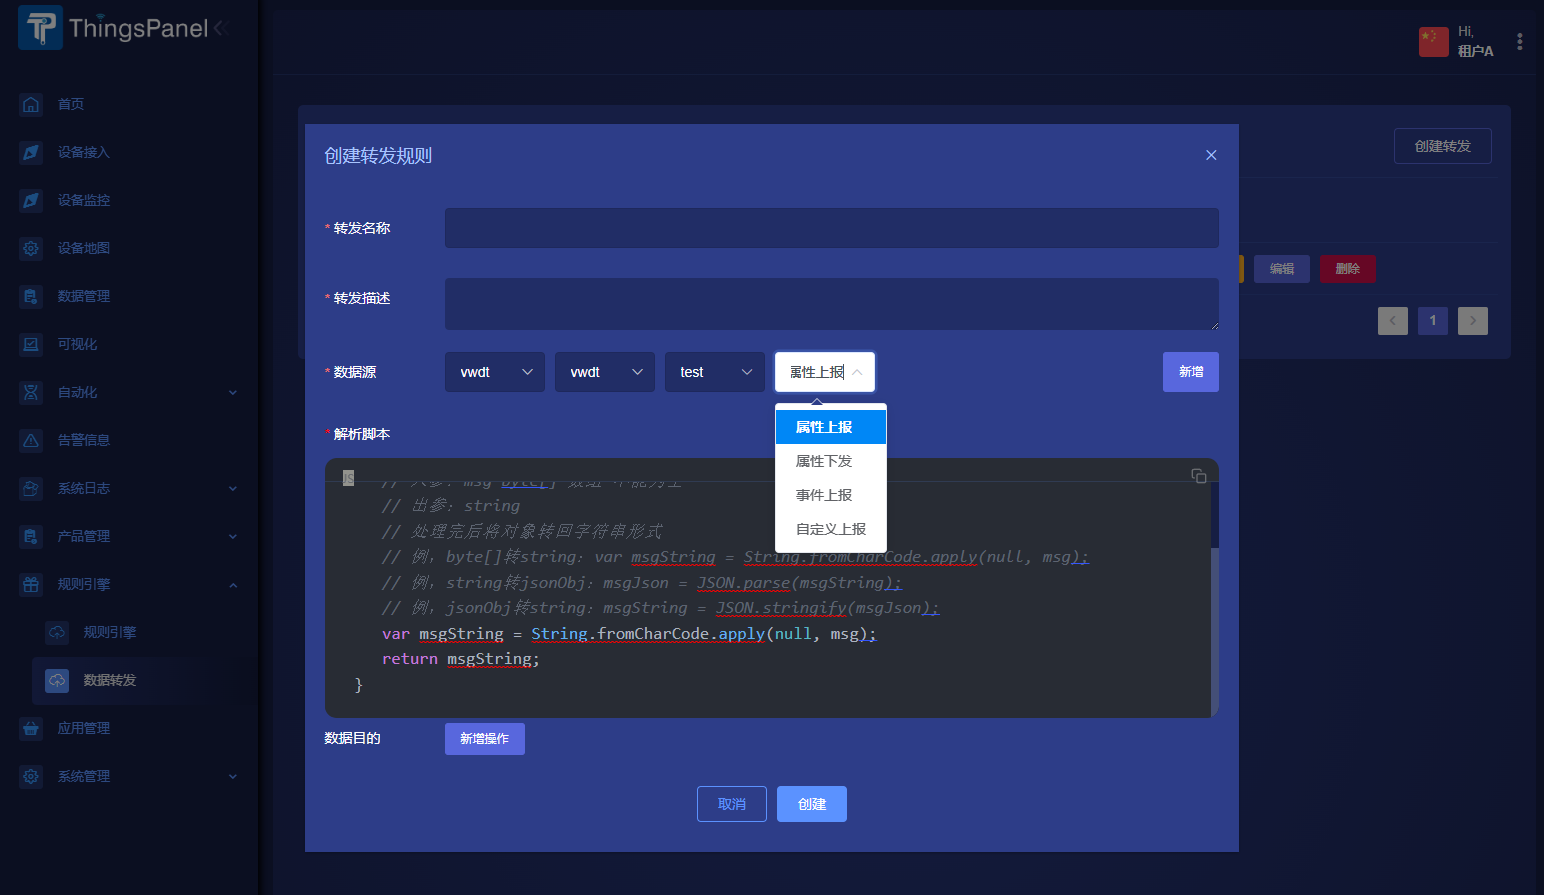 ThingsPanel
Hi,
租户A
首页
设备接入
设备监控
设备地图
数据管理
可视化
自动化
告警信息
系统日志
产品管理
规则引擎
规则引擎
数据转发
应用管理
系统管理
创建转发
编辑
删除
1
创建转发规则
* 转发名称
* 转发描述
* 数据源
vwdt
vwdt
test
属性上报
新增
属性上报
属性下发
事件上报
自定义上报
* 解析脚本
JS
// 出参：string
// 处理完后将对象转回字符串形式
// 例，byte[]转string：var msgString = String.fromCharCode.apply(null, msg);
// 例，string转jsonObj：msgJson = JSON.parse(msgString);
// 例，jsonObj转string：msgString = JSON.stringify(msgJson);
var msgString = String.fromCharCode.apply(null, msg);
return msgString;
}
数据目的
新增操作
取消
创建